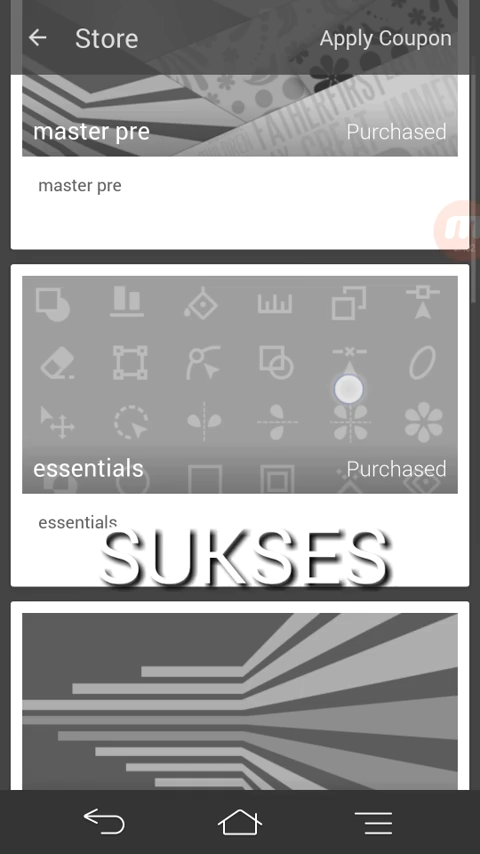 Store
Apply Coupon
master pre
Purchased
master pre
essentials
Purchased
essentials
SUKSES